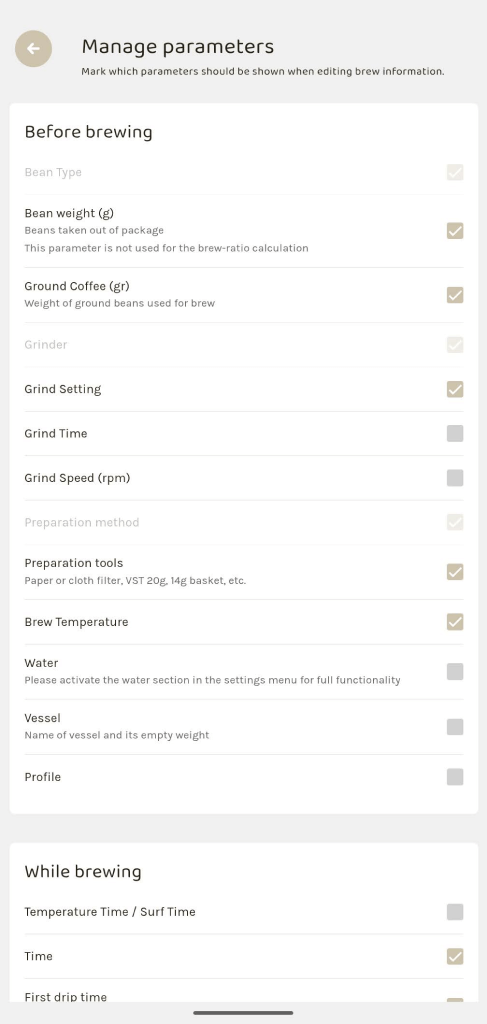 Manage parameters
Mark which parameters should be shown when editing brew information.
Before brewing
Bean Type
Bean weight (g)
Beans taken out of package
This parameter is not used for the brew-ratio calculation
Ground Coffee (gr)
Weight of ground beans used for brew
Grinder
Grind Setting
Grind Time
Grind Speed (rpm)
Preparation method
Preparation tools
Paper or cloth filter, VST 20g, 14g basket, etc.
Brew Temperature
Water
Please activate the water section in the settings menu for full functionality
Vessel
Name of vessel and its empty weight
Profile
While brewing
Temperature Time / Surf Time
Time
First drip time